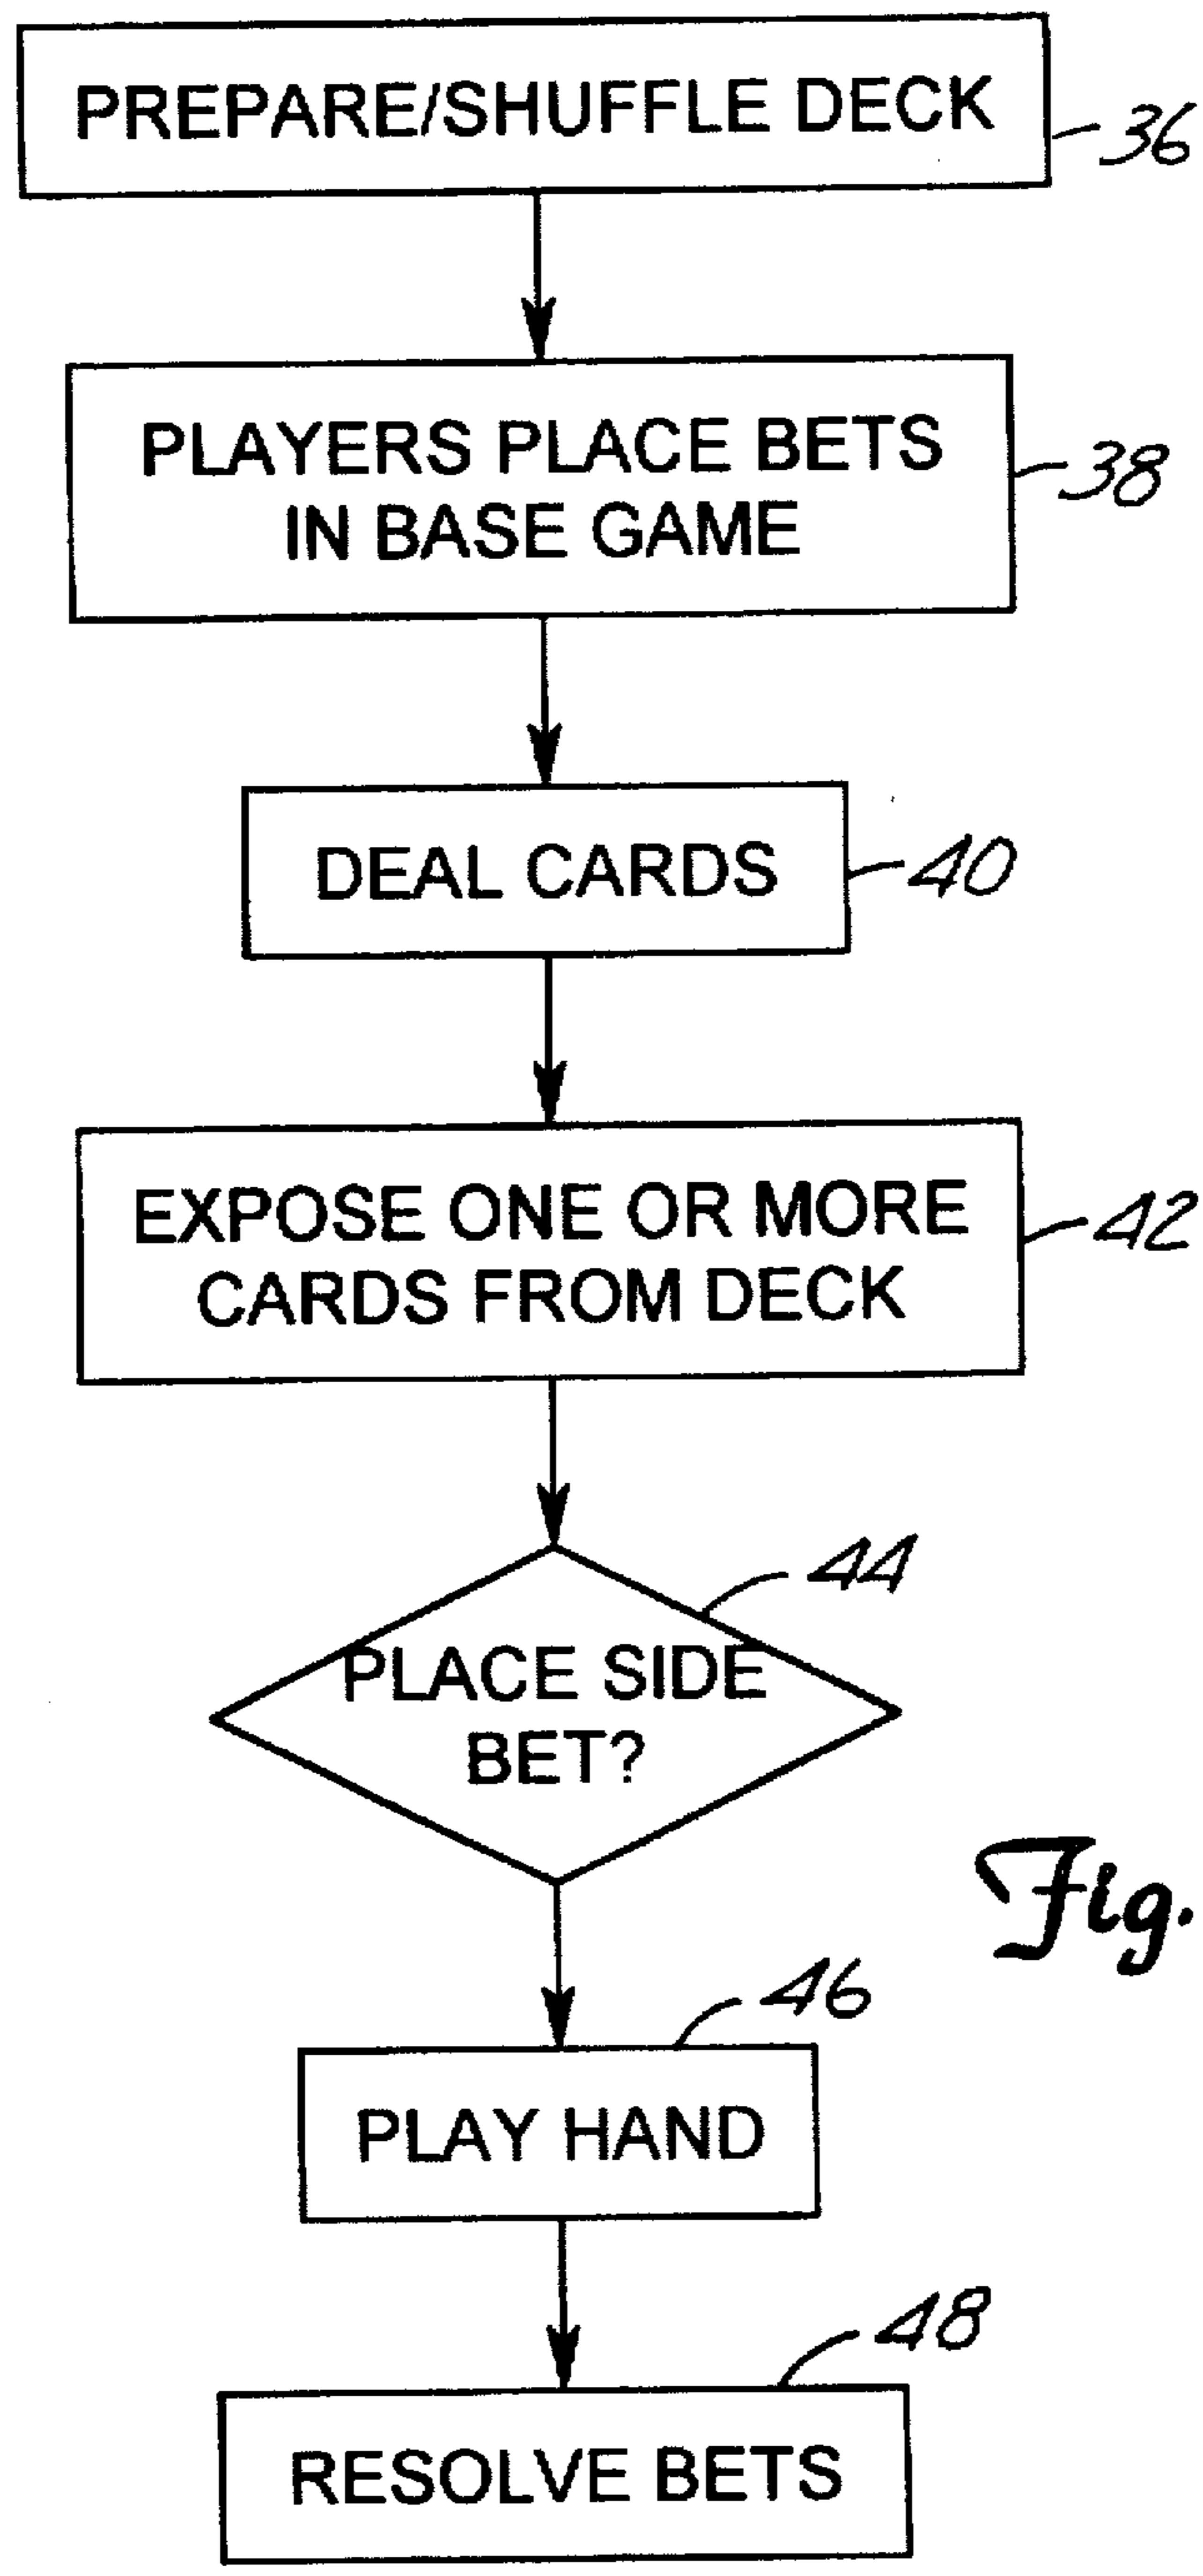 PREPARE/SHUFFLE DECK
36
PLAYERS PLACE BETS
IN BASE GAME
38
DEAL CARDS
40
EXPOSE ONE OR MORE
CARDS FROM DECK
42
44
PLACE SIDE
BET?
Fig.
46
PLAY HAND
48
RESOLVE BETS